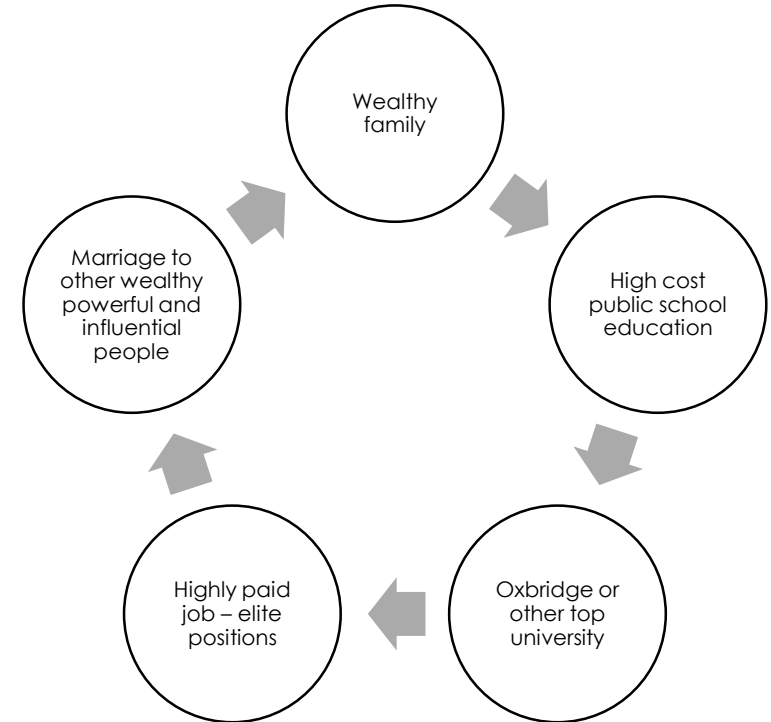 Wealthy
family
High cost
public school
education
Oxbridge or
other top
university
Highly paid
job – elite
positions
Marriage to
other wealthy
powerful and
influential
people